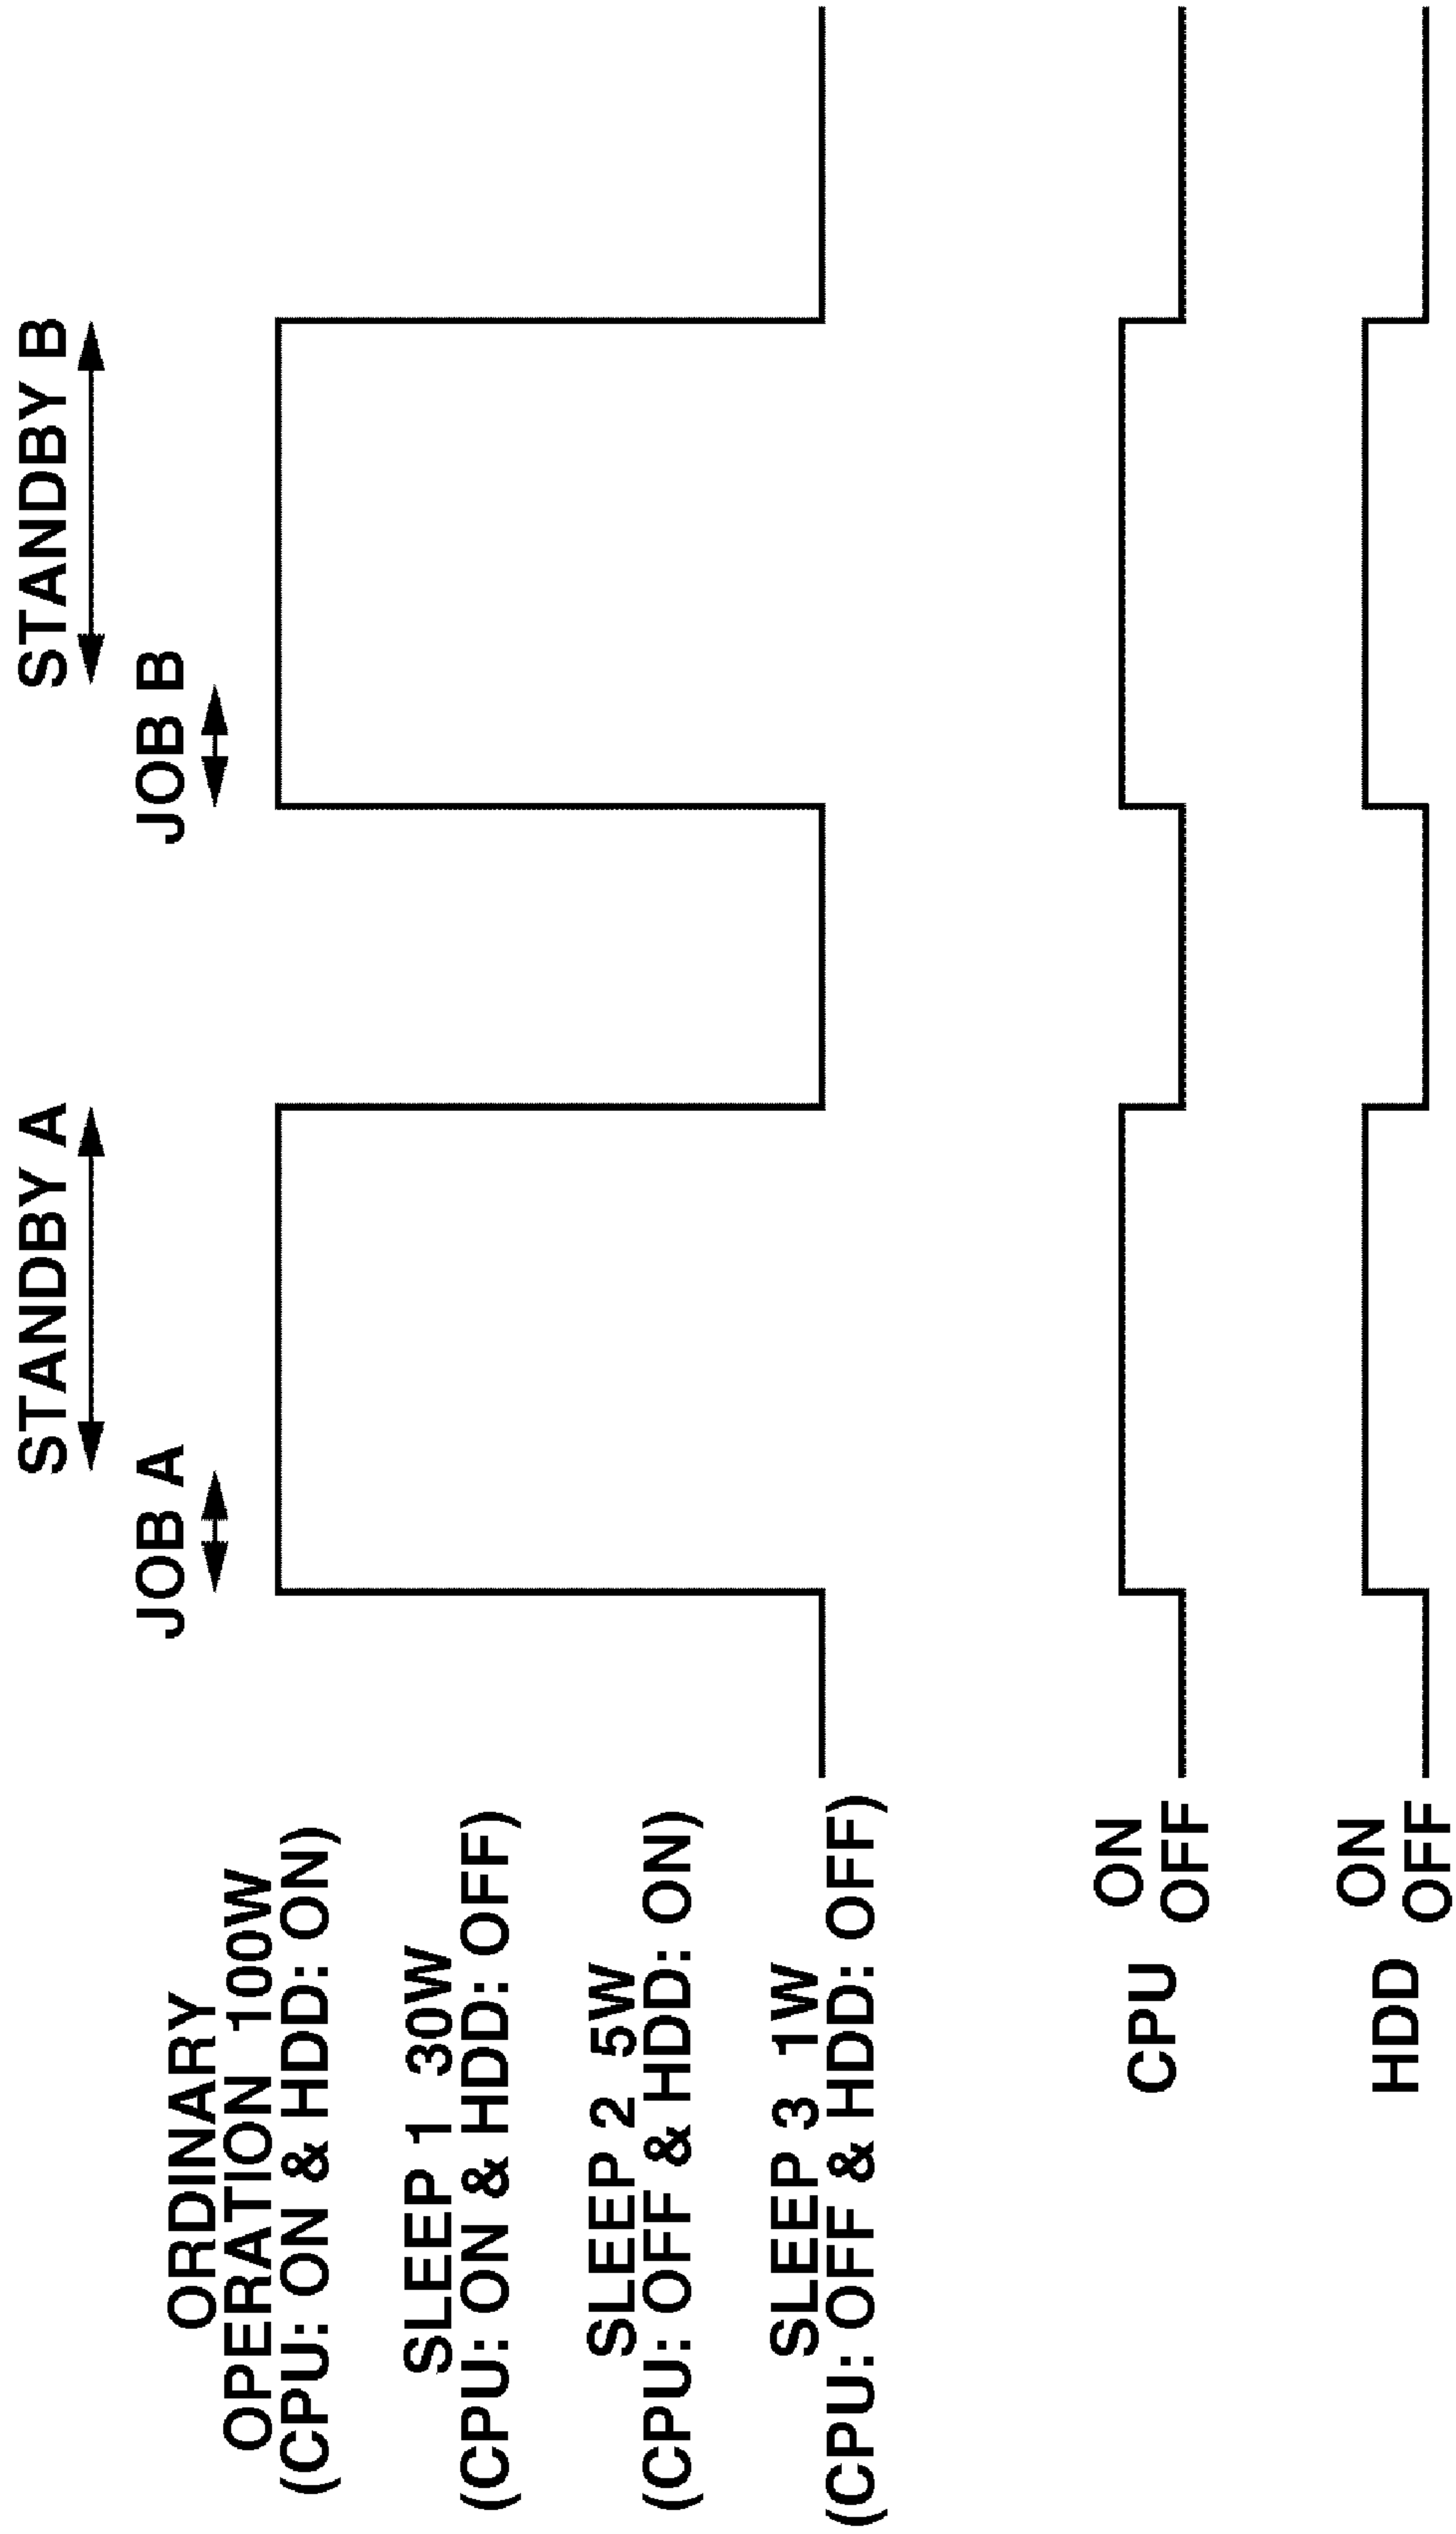 STANDBY A
STANDBY B
JOB A
JOB B
ORDINARY
OPERATION 100W
(CPU: ON & HDD: ON)
SLEEP 1 30W
(CPU: ON & HDD: OFF)
SLEEP 2 5W
(CPU: OFF & HDD: ON)
SLEEP 3 1W
(CPU: OFF & HDD: OFF)
CPU
ON
OFF
HDD
ON
OFF